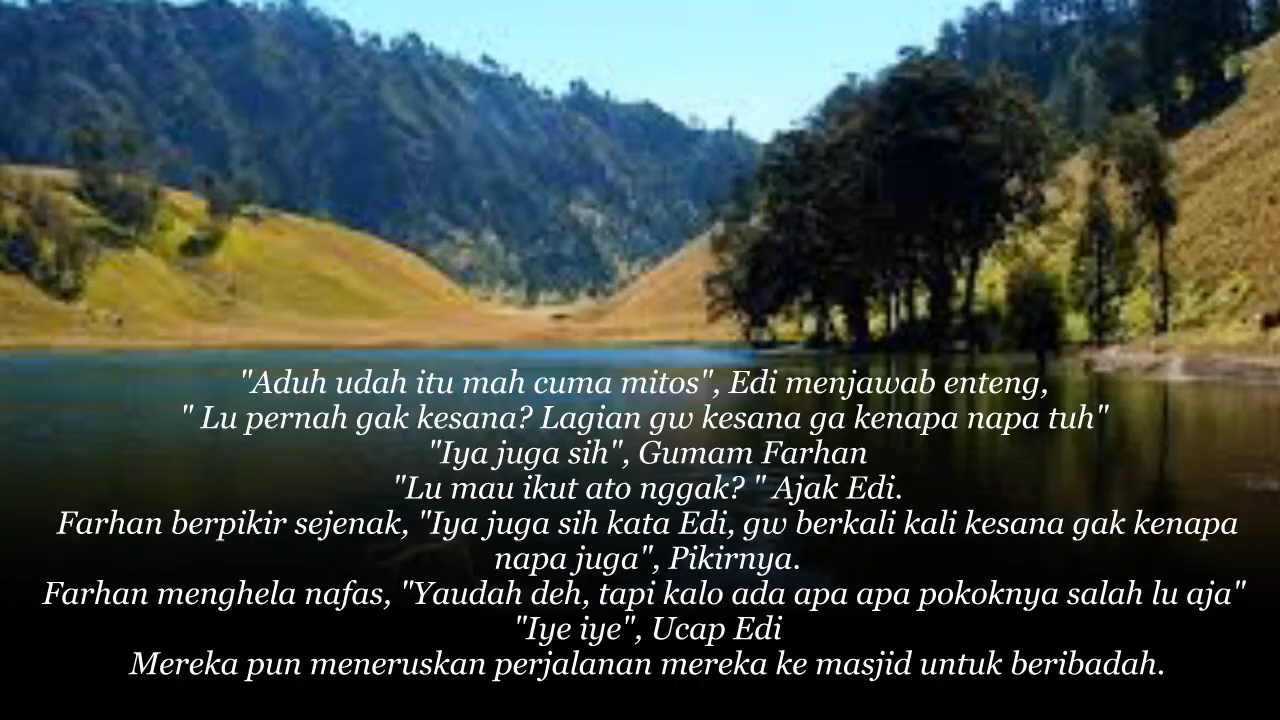 "Aduh udah itu mah cuma mitos", Edi menjawab enteng,
" Lu pernah gak kesana? Lagian gw kesana ga kenapa napa tuh"
"Iya juga sih", Gumam Farhan
"Lu mau ikut ato nggak? " Ajak Edi.
Farhan berpikir sejenak, "Iya juga sih kata Edi, gw berkali kali kesana gak kenapa
napa juga", Pikirnya.
Farhan menghela nafas, "Yaudah deh, tapi kalo ada apa apa pokoknya salah lu aja"
"Iye iye", Ucap Edi
Mereka pun meneruskan perjalanan mereka ke masjid untuk beribadah.